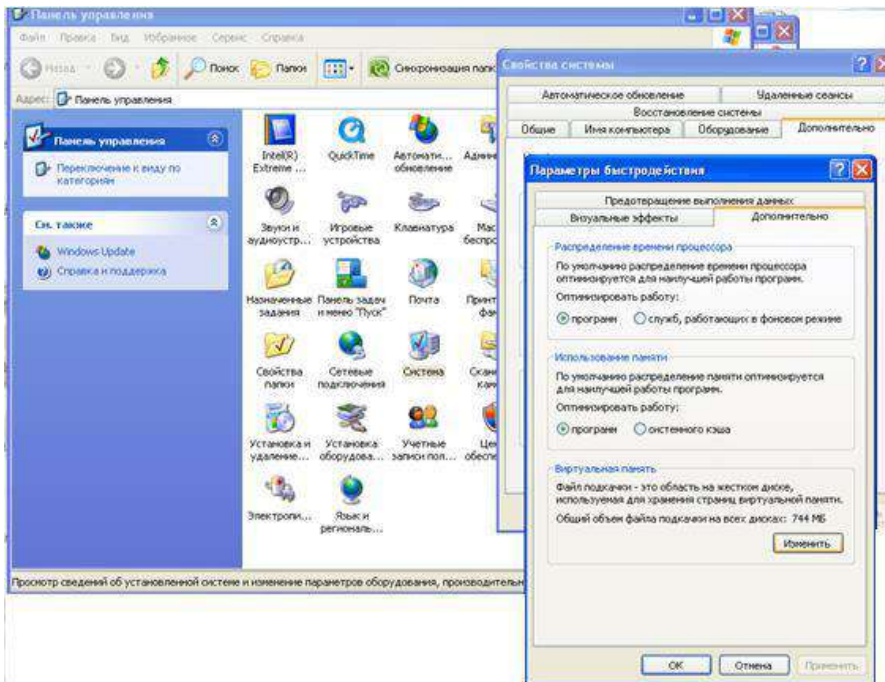 Панель управления
Файл Правка Вид Избранное Сервис Справка
Назад Поиск Папки Синхронизация
Адрес: Панель управления
Панель управления
Переключение к виду по
категориям
См. также
Windows Update
Справка и поддержка
Intel(R)
Extreme ...
QuickTime
Автомати...
обновление
Звуки и
аудиоустр...
Игровые
устройства
Клавиатура
Назначенные
задания
Панель задач
и меню "Пуск"
Почта
Свойства
папки
Сетевые
подключения
Система
Установка и
удаление...
Установка
оборудова...
Учетные
записи пол...
Электропи...
Язык и
региональ...
Просмотр сведений об установленной системе и изменение параметров оборудования,
Свойства системы
Автоматическое обновление Удаленные сеансы
Восстановление системы
Общие Имя компьютера Оборудование Дополнительно
Параметры быстродействия
Предотвращение выполнения данных
Визуальные эффекты Дополнительно
Распределение времени процессора
По умолчанию распределение времени процессора
оптимизируется для наилучшей работы программ.
Оптимизировать работу:
программ служб, работающих в фоновом режиме
Использование памяти
По умолчанию распределение памяти оптимизируется
для наилучшей работы программ.
Оптимизировать работу:
программ системного кэша
Виртуальная память
Файл подкачки - это область на жестком диске,
используемая для хранения страниц виртуальной памяти.
Общий объем файла подкачки на всех дисках: 744 МБ
Изменить
ОК Отмена Применить